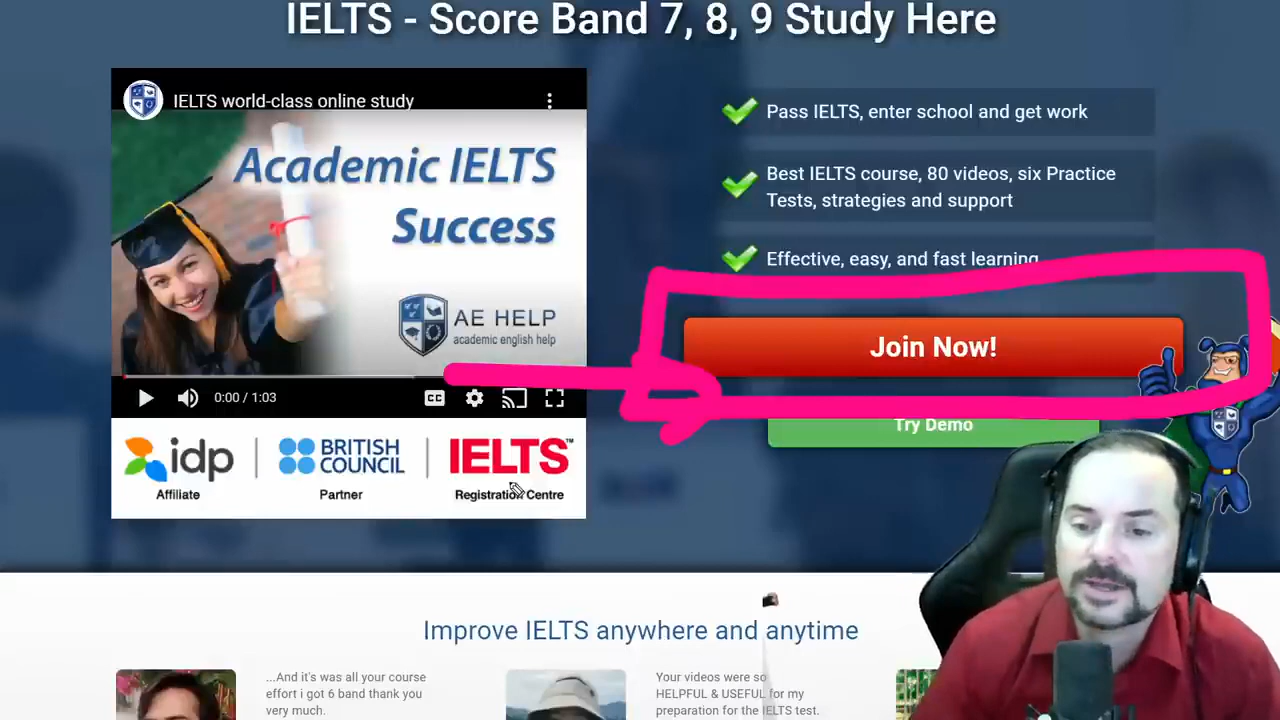 IELTS - Score Band 7, 8, 9 Study Here
IELTS world-class online study
Academic IELTS
Success
AE HELP
academic english help
0:00 / 1:03
CC
idp
Affiliate
BRITISH
COUNCIL
Partner
IELTS™
Registration Centre
Pass IELTS, enter school and get work
Best IELTS course, 80 videos, six Practice
Tests, strategies and support
Effective, easy, and fast learning
Join Now!
Try Demo
Improve IELTS anywhere and anytime
...And it's was all your course
effort i got 6 band thank you
very much.
Your videos were so
HELPFUL & USEFUL for my
preparation for the IELTS test.